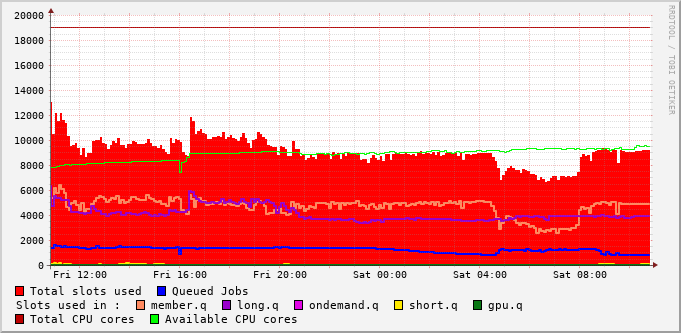 20000
18000
16000
14000
12000
10000
8000
6000
4000
2000
0
Fri 12:00 Fri 16:00 Fri 20:00 Sat 00:00 Sat 04:00 Sat 08:00
Total slots used Queued Jobs
Slots used in : member.q long.q ondemand.q short.q gpu.q
Total CPU cores Available CPU cores
RRDTOOL / TOBI OETIKER